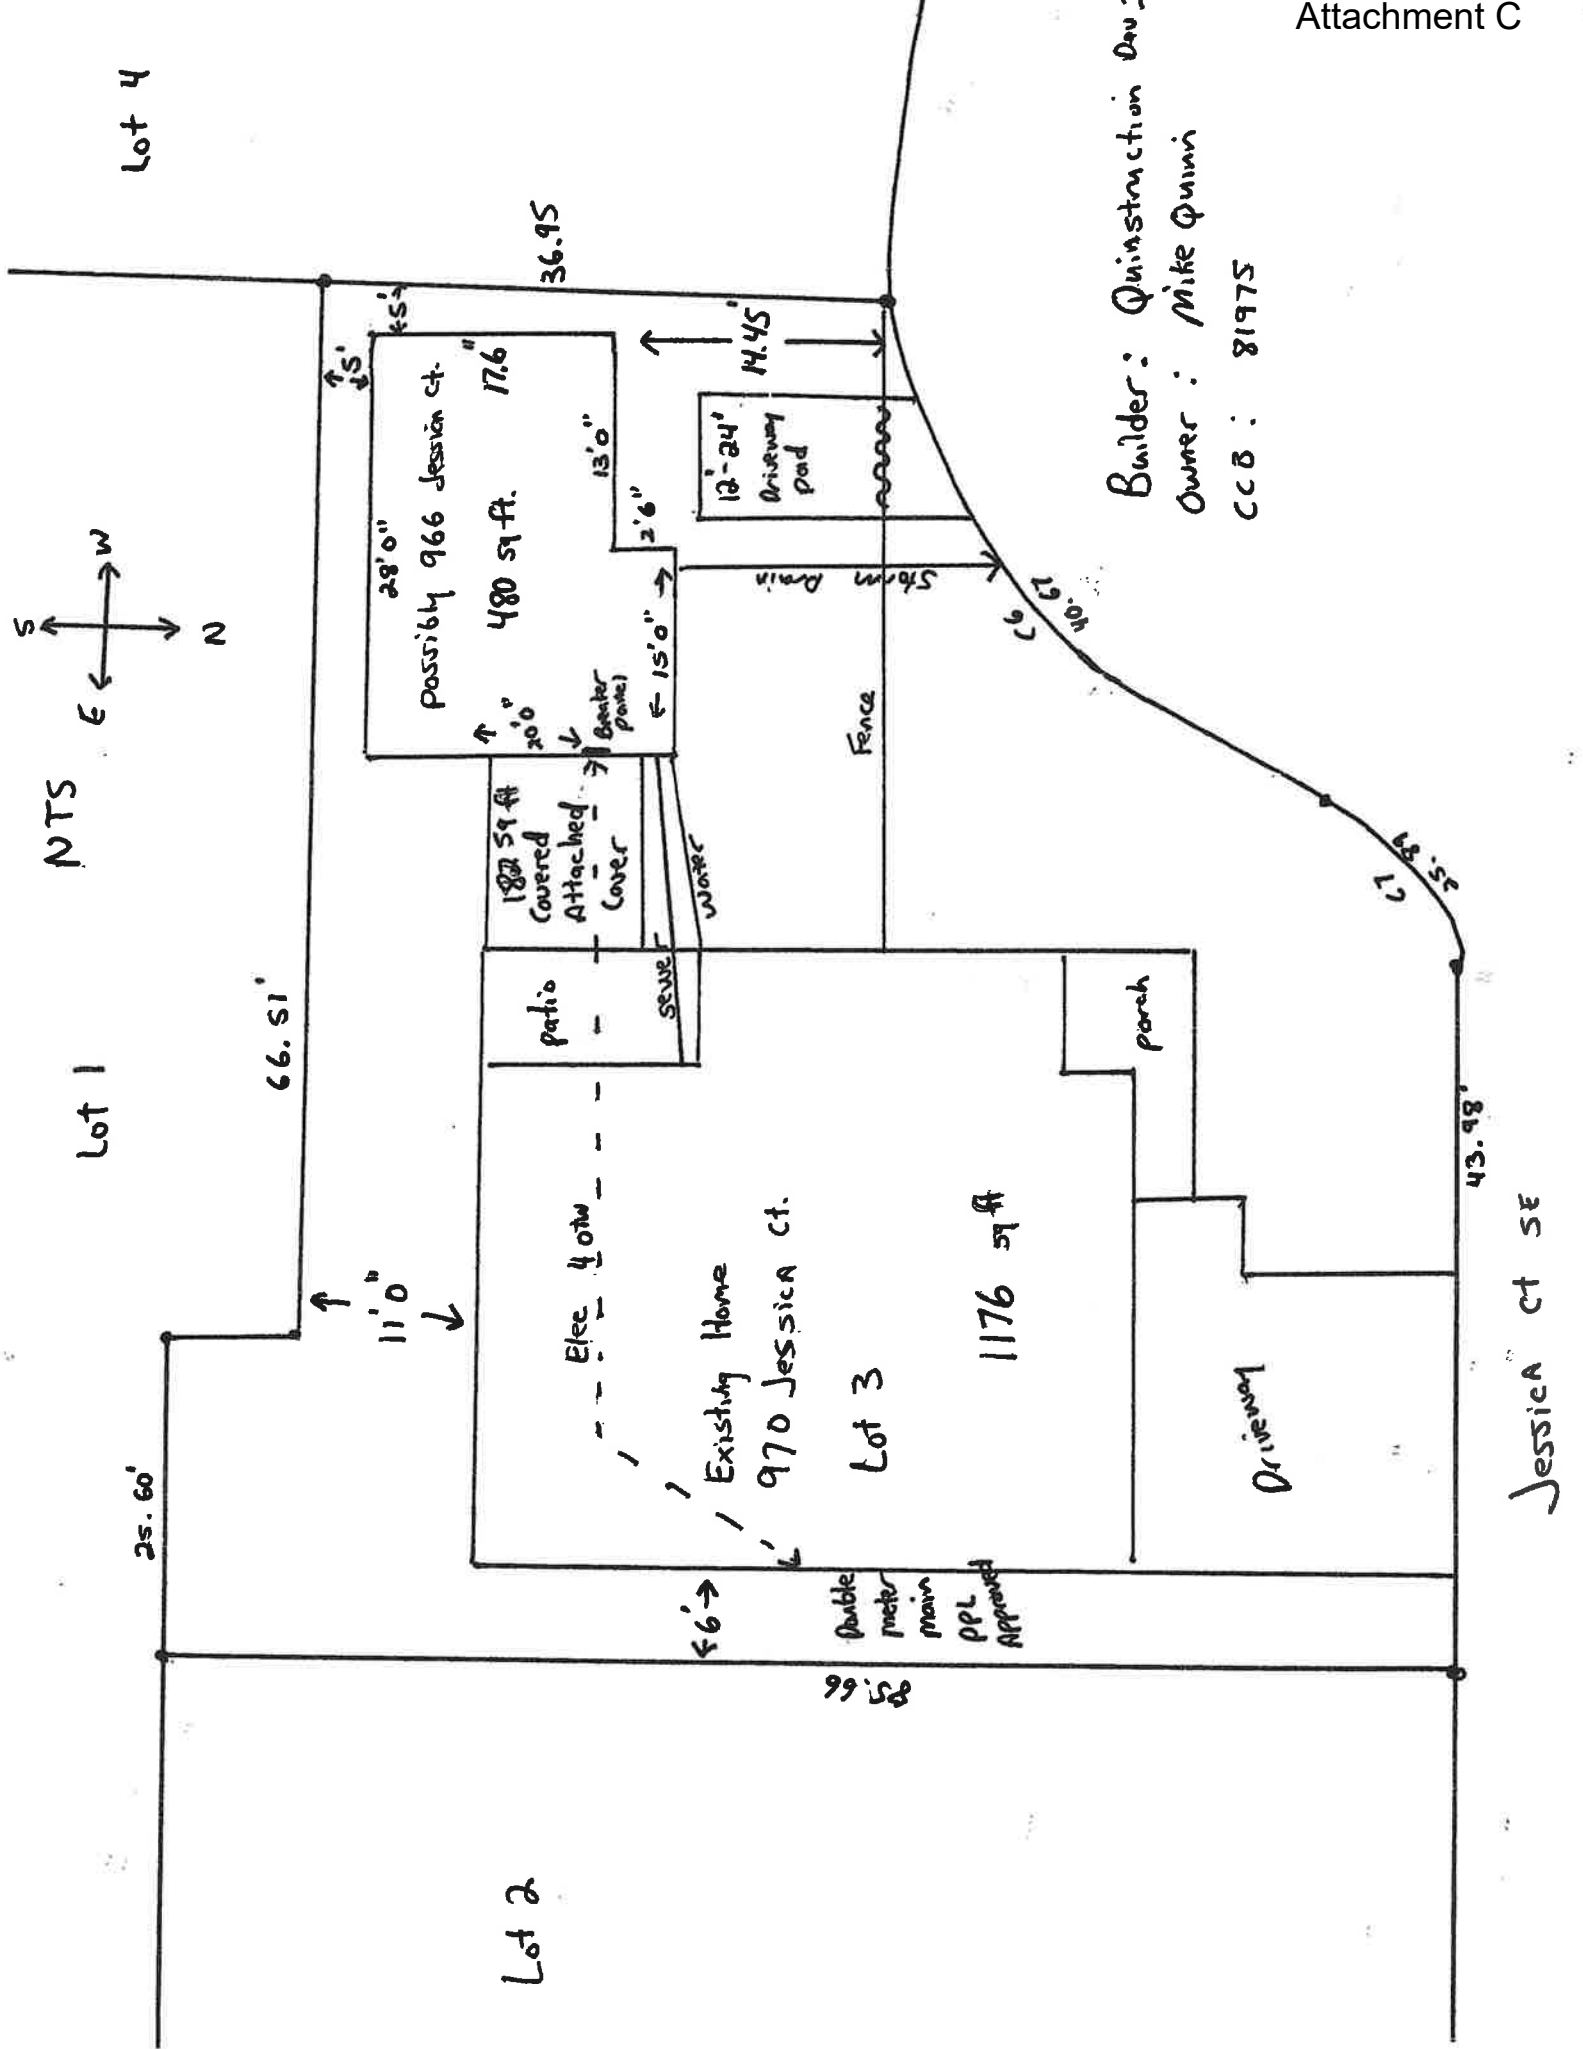 Attachment C
Lot 4
S
W
N
E
NTS
Lot 1
66.51'
25.60'
11'0"
36.95
5'
5'
28'0"
possibly 966 Jessica ct.
17.6"
480 sq ft.
13'0"
2'6"
15'0"
20'0"
Breaker
panel
14.45'
12'-24'
Driveway
pad
Storm Drain
Fence
182 sq ft
Covered
Attached
Cover
water
sewer
patio
porch
Elec 4 OTW
Existing Home
970 Jessica ct.
Lot 3
1176 sq ft
Driveway
6'
Double
meter
main
PPL
Approved
85.66
Lot 2
C6
40.67
C7
25.89
43.98'
Jessica ct SE
Builder: Quinstruction
Owner: Mike Quinn
CCB: 81975